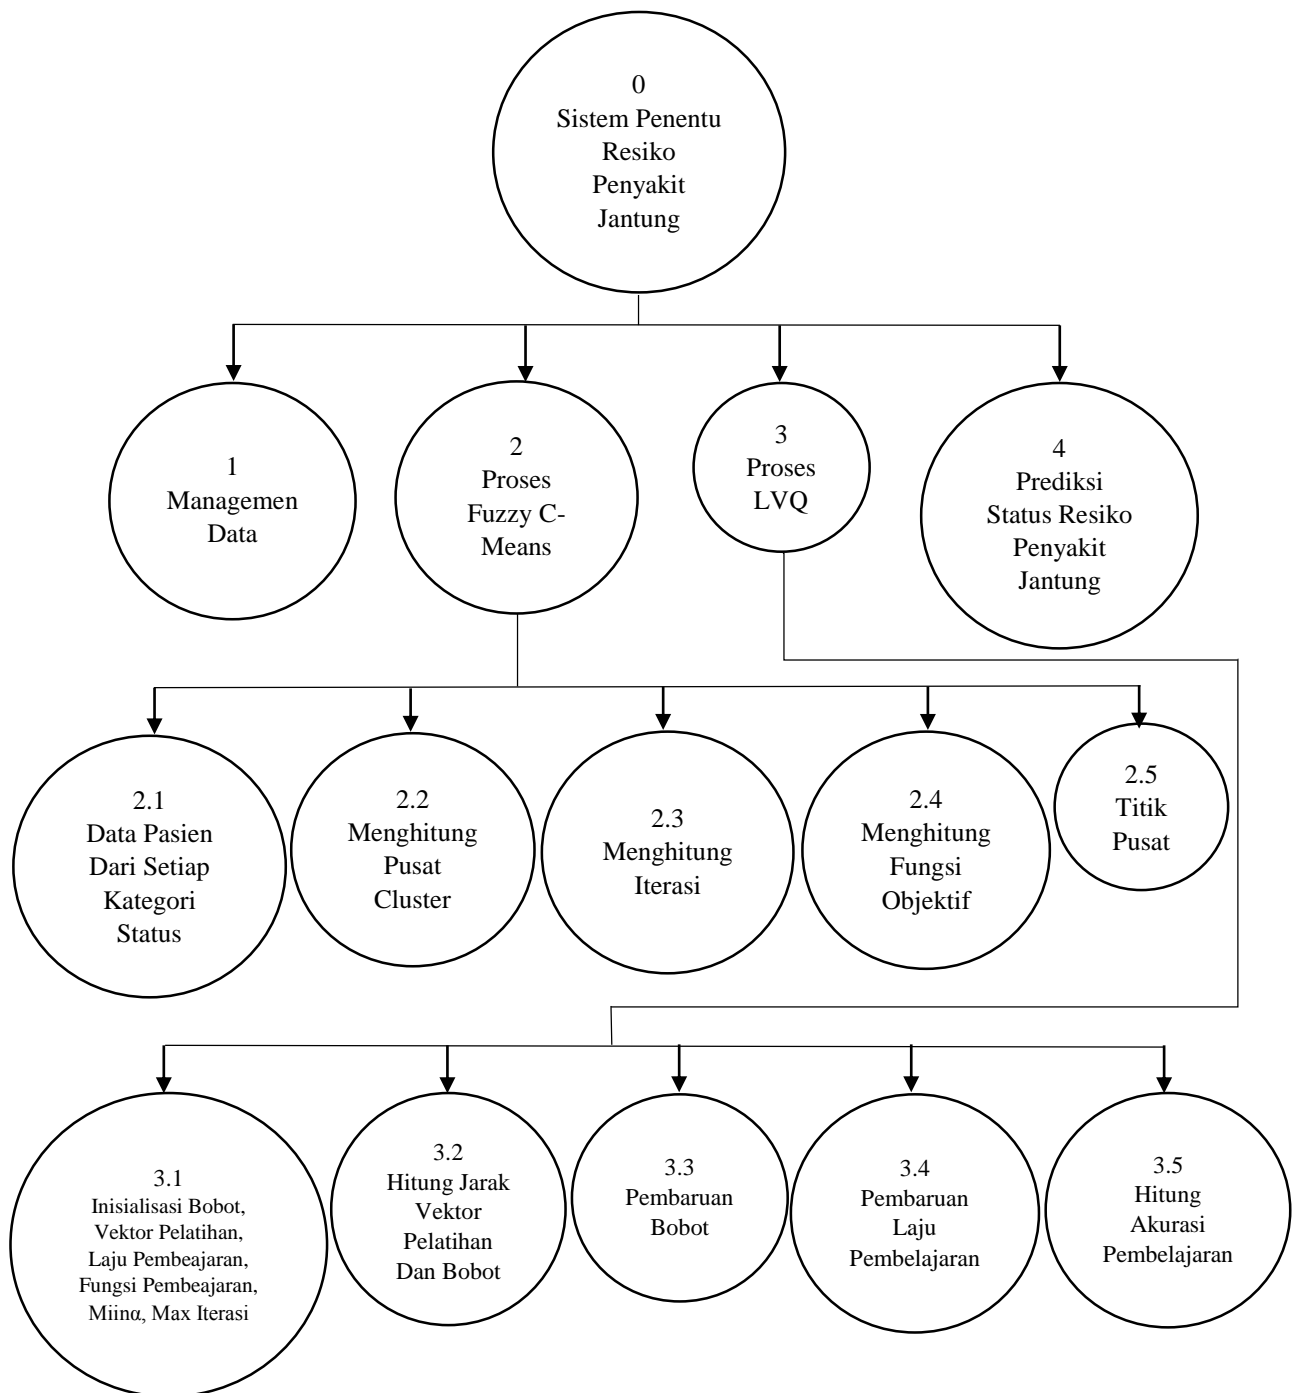 0
Sistem Penentu
Resiko
Penyakit
Jantung
1
Managemen
Data
2
Proses
Fuzzy C-
Means
3
Proses
LVQ
4
Prediksi
Status Resiko
Penyakit
Jantung
2.1
Data Pasien
Dari Setiap
Kategori
Status
2.2
Menghitung
Pusat
Cluster
2.3
Menghitung
Iterasi
2.4
Menghitung
Fungsi
Objektif
2.5
Titik
Pusat
3.1
Inisialisasi Bobot,
Vektor Pelatihan,
Laju Pembeajaran,
Fungsi Pembeajaran,
Miinα, Max Iterasi
3.2
Hitung Jarak
Vektor
Pelatihan
Dan Bobot
3.3
Pembaruan
Bobot
3.4
Pembaruan
Laju
Pembelajaran
3.5
Hitung
Akurasi
Pembelajaran